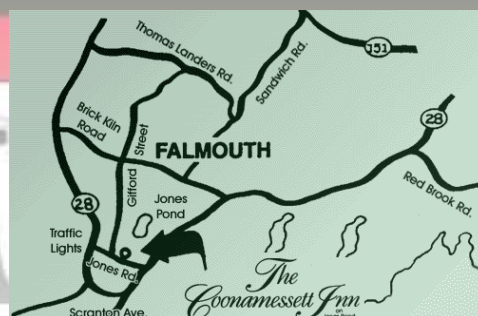 Thomas Landers Rd.
Sandwich Rd.
151
Brick Kiln
Road
Street
Gifford
FALMOUTH
28
Red Brook Rd.
Jones
Pond
28
Traffic
Lights
Jones Rd.
The
Coonamessett Inn
Scranton Ave.